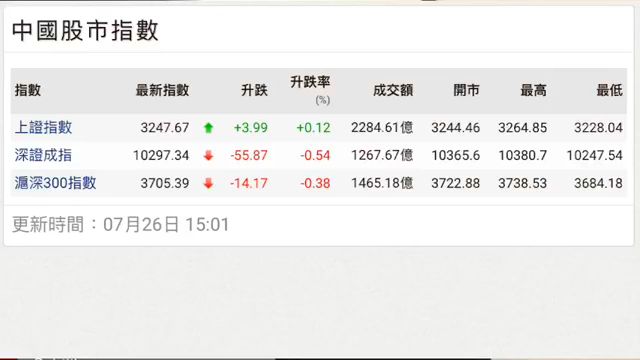 中國股市指數
指數 最新指數 升跌 升跌率 (%) 成交額 開市 最高 最低
上證指數 3247.67 +3.99 +0.12 2284.61億 3244.46 3264.85 3228.04
深證成指 10297.34 -55.87 -0.54 1267.67億 10365.6 10380.7 10247.54
滬深300指數 3705.39 -14.17 -0.38 1465.18億 3722.88 3738.53 3684.18
更新時間：07月26日 15:01